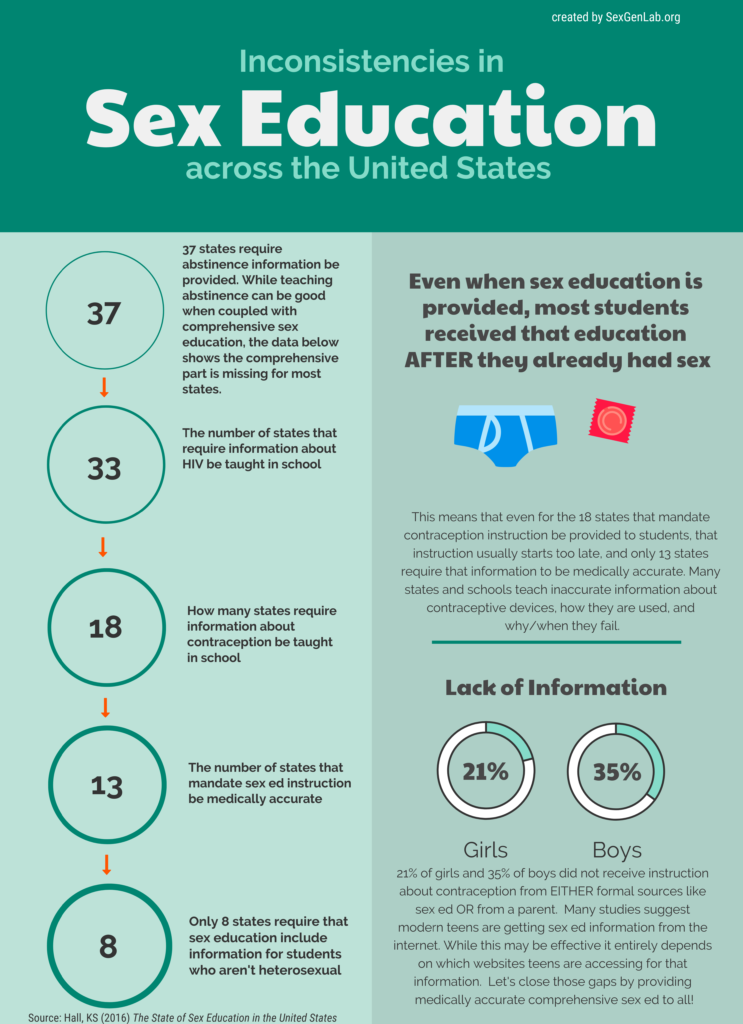 created by SexGenLab.org
Inconsistencies in
Sex Education
across the United States
37
37 states require
abstinence information be
provided. While teaching
abstinence can be good
when coupled with
comprehensive sex
education, the data below
shows the comprehensive
part is missing for most
states.
33
The number of states that
require information about
HIV be taught in school
18
How many states require
information about
contraception be taught
in school
13
The number of states that
mandate sex ed instruction
be medically accurate
8
Only 8 states require that
sex education include
information for students
who aren't heterosexual
Source: Hall, KS (2016) The State of Sex Education in the United States
Even when sex education is
provided, most students
received that education
AFTER they already had sex
This means that even for the 18 states that mandate
contraception instruction be provided to students, that
instruction usually starts too late, and only 13 states
require that information to be medically accurate. Many
states and schools teach inaccurate information about
contraceptive devices, how they are used, and
why/when they fail.
Lack of Information
21% 35%
Girls Boys
21% of girls and 35% of boys did not receive instruction
about contraception from EITHER formal sources like
sex ed OR from a parent. Many studies suggest
modern teens are getting sex ed information from the
internet. While this may be effective it entirely depends
on which websites teens are accessing for that
information. Let's close those gaps by providing
medically accurate comprehensive sex ed to all!